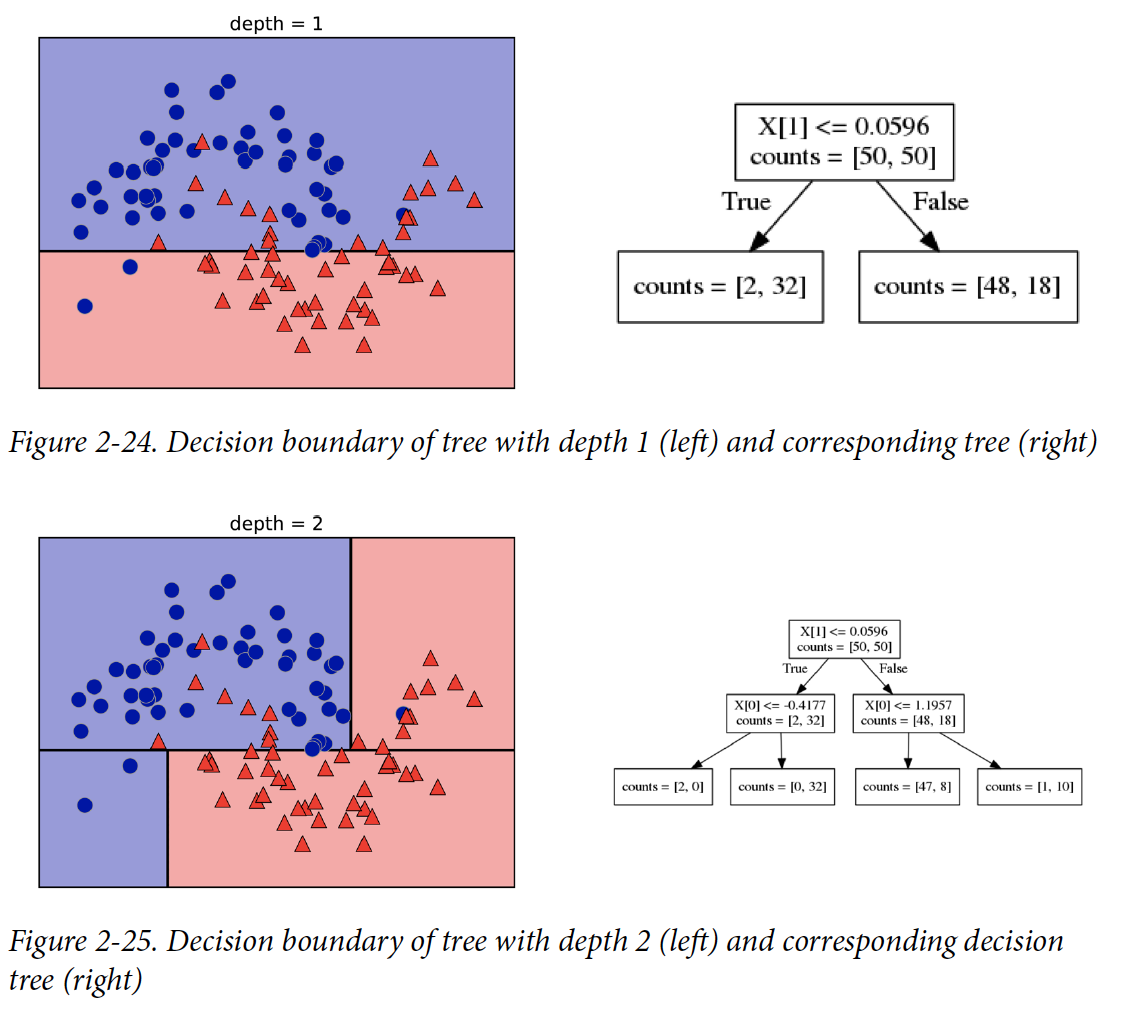 depth = 1
X[1] <= 0.0596
counts = [50, 50]
True
False
counts = [2, 32]
counts = [48, 18]
Figure 2-24. Decision boundary of tree with depth 1 (left) and corresponding tree (right)
depth = 2
X[1] <= 0.0596
counts = [50, 50]
True
False
X[0] <= -0.4177
counts = [2, 32]
X[0] <= 1.1957
counts = [48, 18]
counts = [2, 0]
counts = [0, 32]
counts = [47, 8]
counts = [1, 10]
Figure 2-25. Decision boundary of tree with depth 2 (left) and corresponding decision
tree (right)